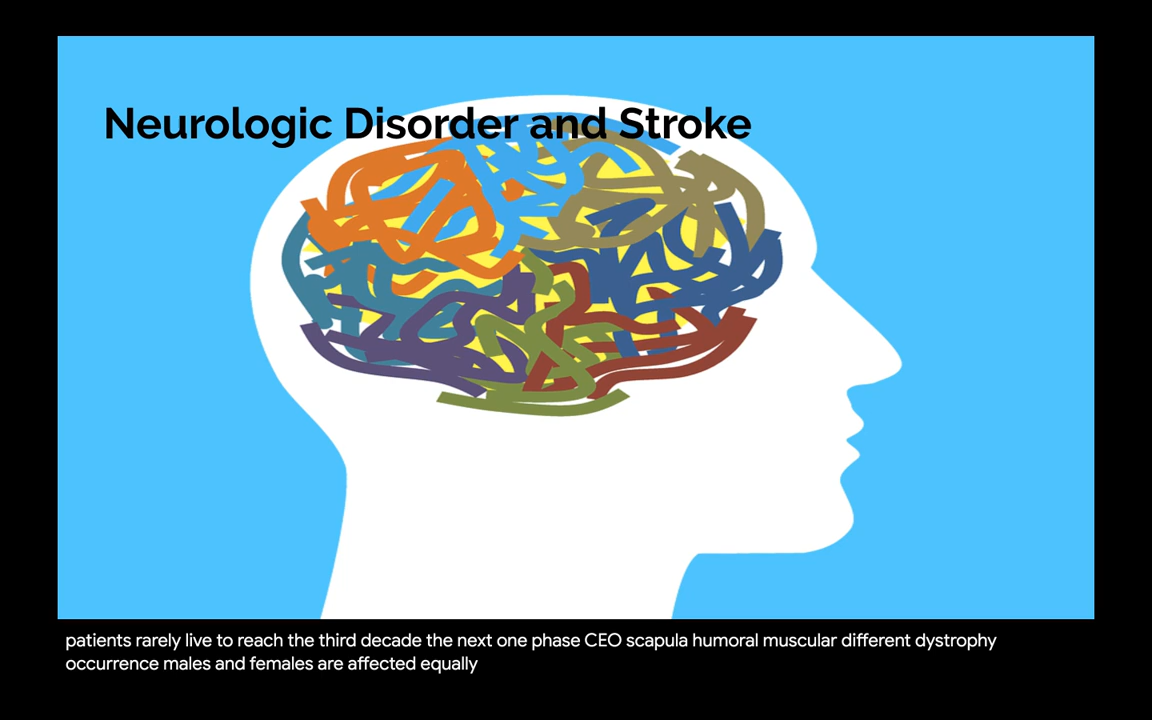 Neurologic Disorder and Stroke
patients rarely live to reach the third decade the next one phase CEO scapula humoral muscular different dystrophy
occurrence males and females are affected equally